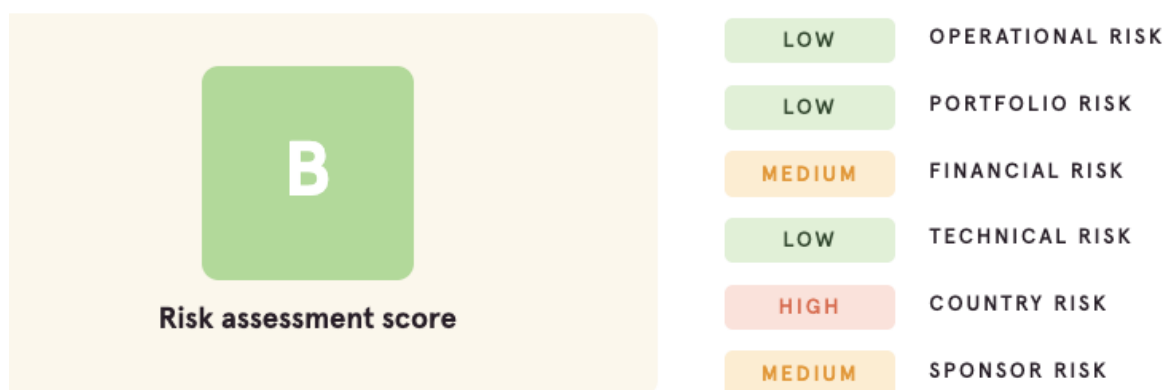 B
Risk assessment score
LOW OPERATIONAL RISK
LOW PORTFOLIO RISK
MEDIUM FINANCIAL RISK
LOW TECHNICAL RISK
HIGH COUNTRY RISK
MEDIUM SPONSOR RISK